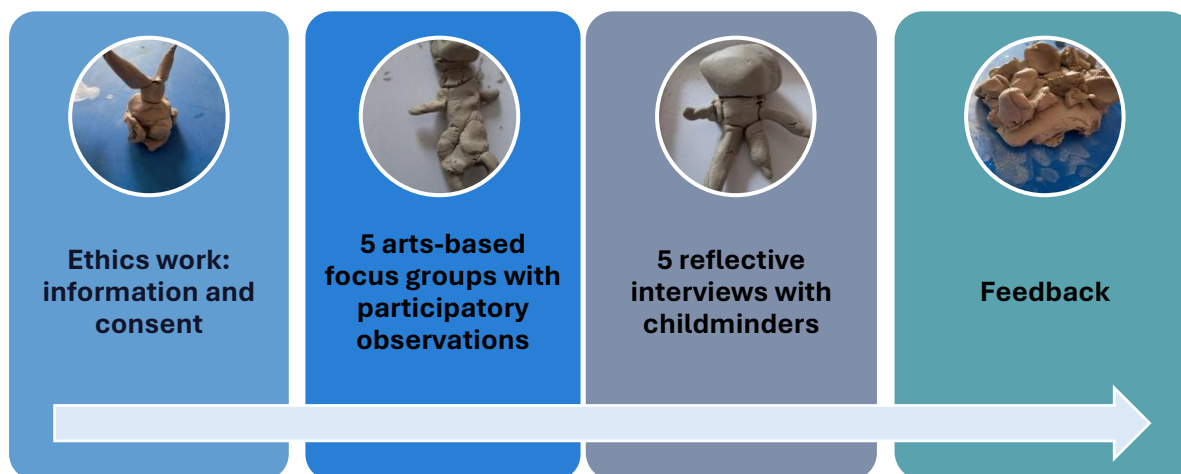 Ethics work:
information and
consent
5 arts-based
focus groups with
participatory
observations
5 reflective
interviews with
childminders
Feedback